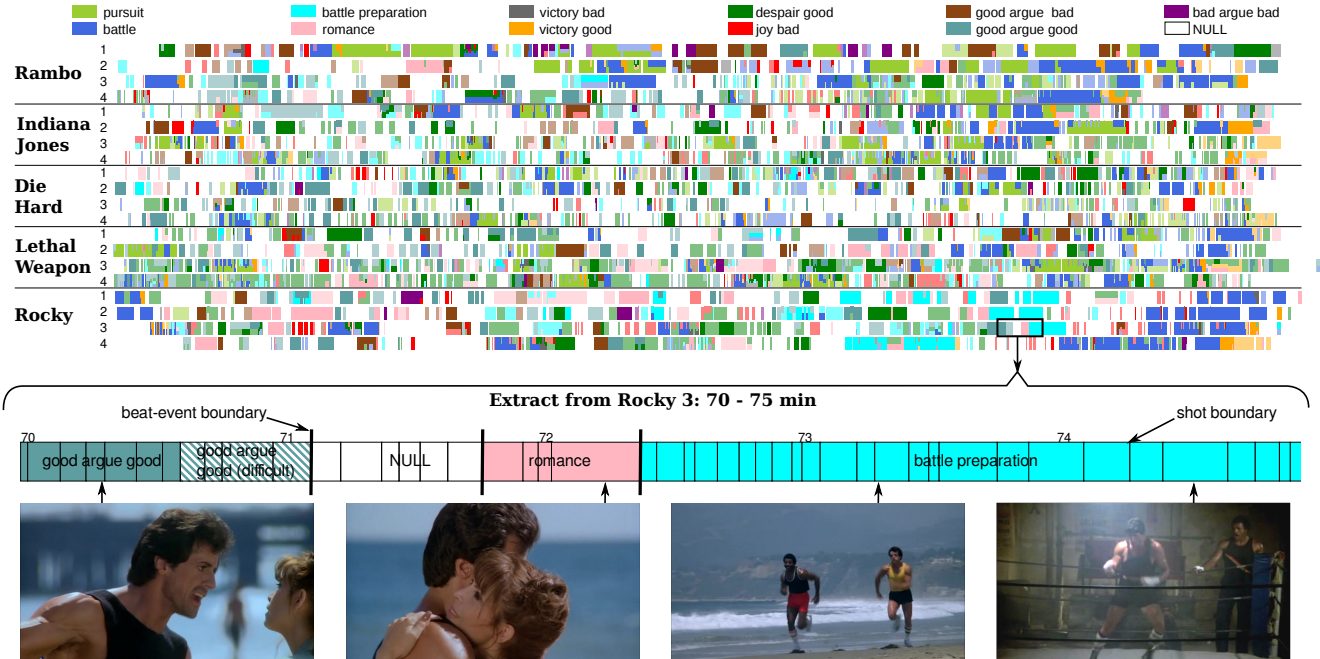 pursuit battle preparation victory bad despair good good argue bad bad argue bad
battle romance victory good joy bad good argue good NULL
Rambo
1
2
3
4
Indiana Jones
1
2
3
4
Die Hard
1
2
3
4
Lethal Weapon
1
2
3
4
Rocky
1
2
3
4
Extract from Rocky 3: 70 - 75 min
beat-event boundary
shot boundary
70 71 72 73 74
good argue good
good argue
good (difficult)
NULL
romance
battle preparation